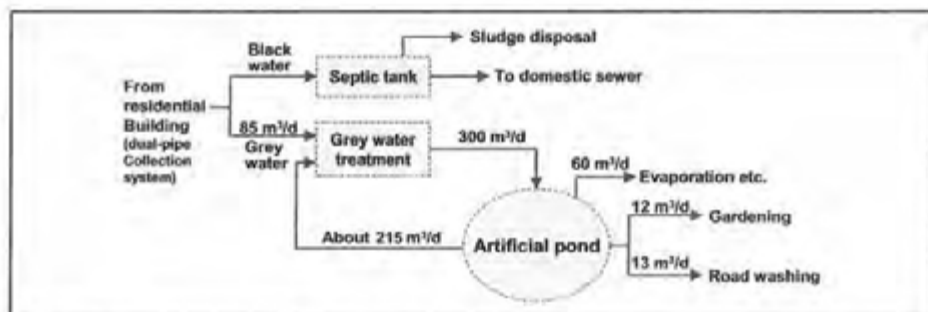 Sludge disposal
Black
water
Septic tank
To domestic sewer
From
residential
Building
(dual-pipe
Collection
system)
85 m³/d
Grey
water
Grey water
treatment
300 m³/d
60 m³/d
Evaporation etc.
12 m³/d
Gardening
About 215 m³/d
Artificial pond
13 m³/d
Road washing